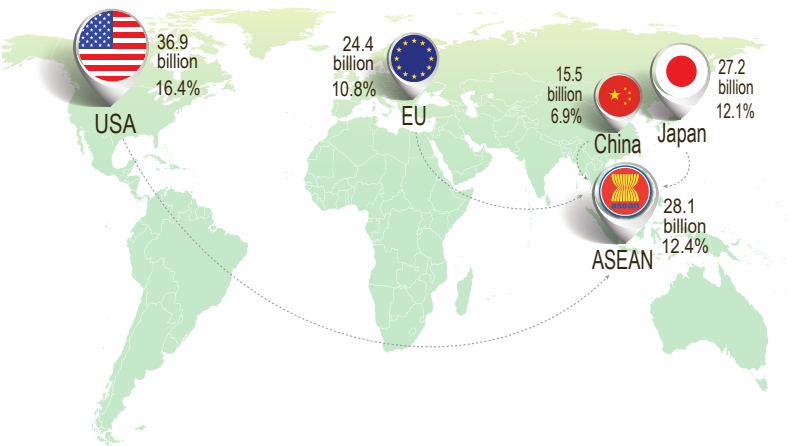 36.9
billion
16.4%
USA
24.4
billion
10.8%
EU
15.5
billion
6.9%
China
27.2
billion
12.1%
Japan
asean
28.1
billion
12.4%
ASEAN